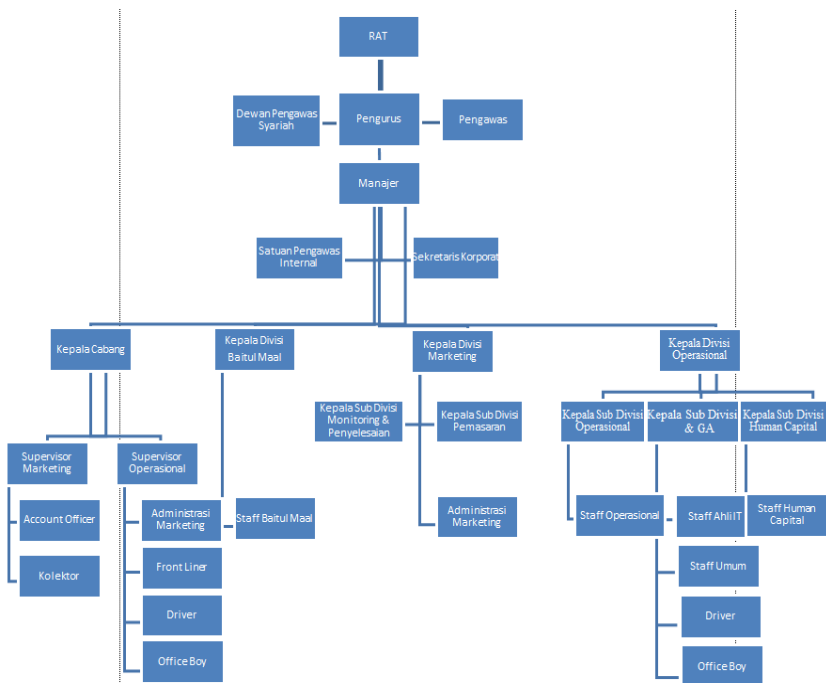 RAT
Dewan Pengawas
Syariah
Pengurus
Pengawas
Manajer
Satuan Pengawas
Internal
Sekretaris Korporat
Kepala Cabang
Kepala Divisi
Baitul Maal
Kepala Divisi
Marketing
Kepala Divisi
Operasional
Kepala Sub Divisi
Monitoring &
Penyelesaian
Kepala Sub Divisi
Pemasaran
Kepala Sub Divisi
Operasional
Kepala Sub Divisi
& GA
Kepala Sub Divisi
Human Capital
Supervisor
Marketing
Supervisor
Operasional
Account Officer
Administrasi
Marketing
Staff Baitul Maal
Administrasi
Marketing
Staff Operasional
Staff Ahli IT
Staff Human
Capital
Kolektor
Front Liner
Staff Umum
Driver
Driver
Office Boy
Office Boy